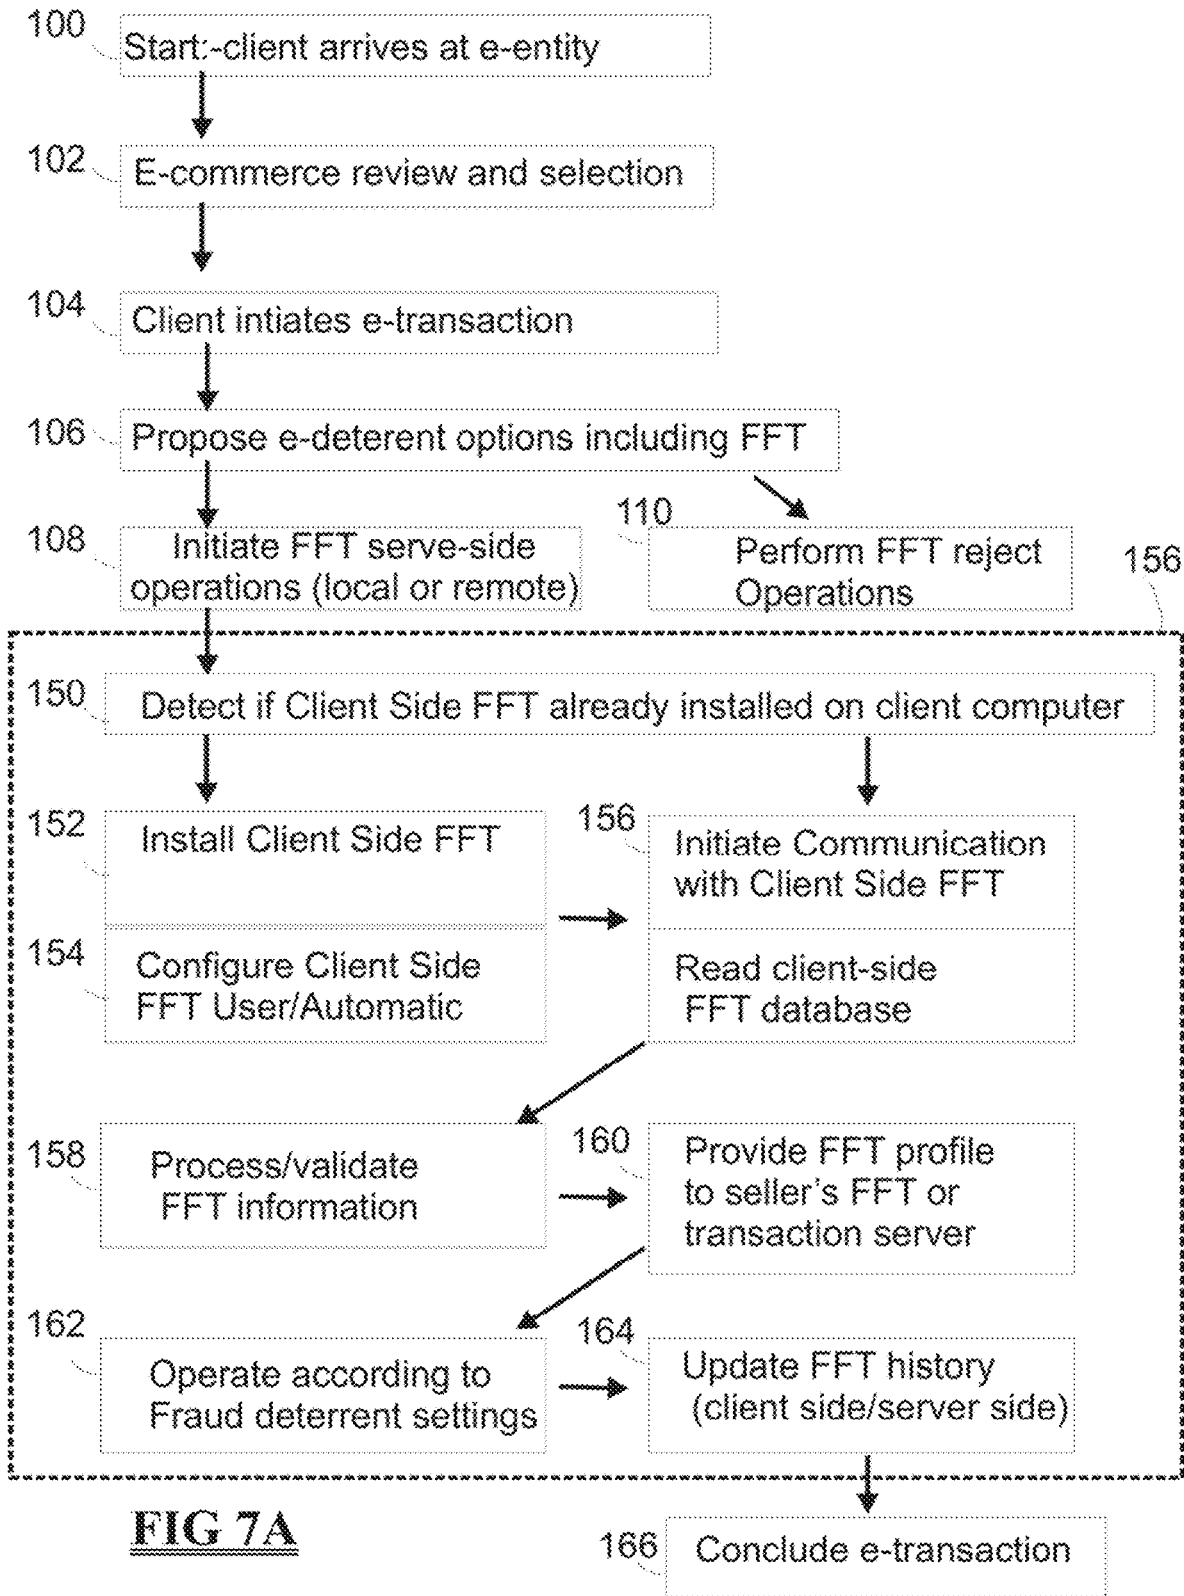 100
Start:-client arrives at e-entity
102
E-commerce review and selection
104
Client intiates e-transaction
106
Propose e-deterent options including FFT
108
Initiate FFT serve-side
operations (local or remote)
110
Perform FFT reject
Operations
156
150
Detect if Client Side FFT already installed on client computer
152
Install Client Side FFT
156
Initiate Communication
with Client Side FFT
154
Configure Client Side
FFT User/Automatic
Read client-side
FFT database
158
Process/validate
FFT information
160
Provide FFT profile
to seller's FFT or
transaction server
162
Operate according to
Fraud deterrent settings
164
Update FFT history
(client side/server side)
FIG 7A
166
Conclude e-transaction